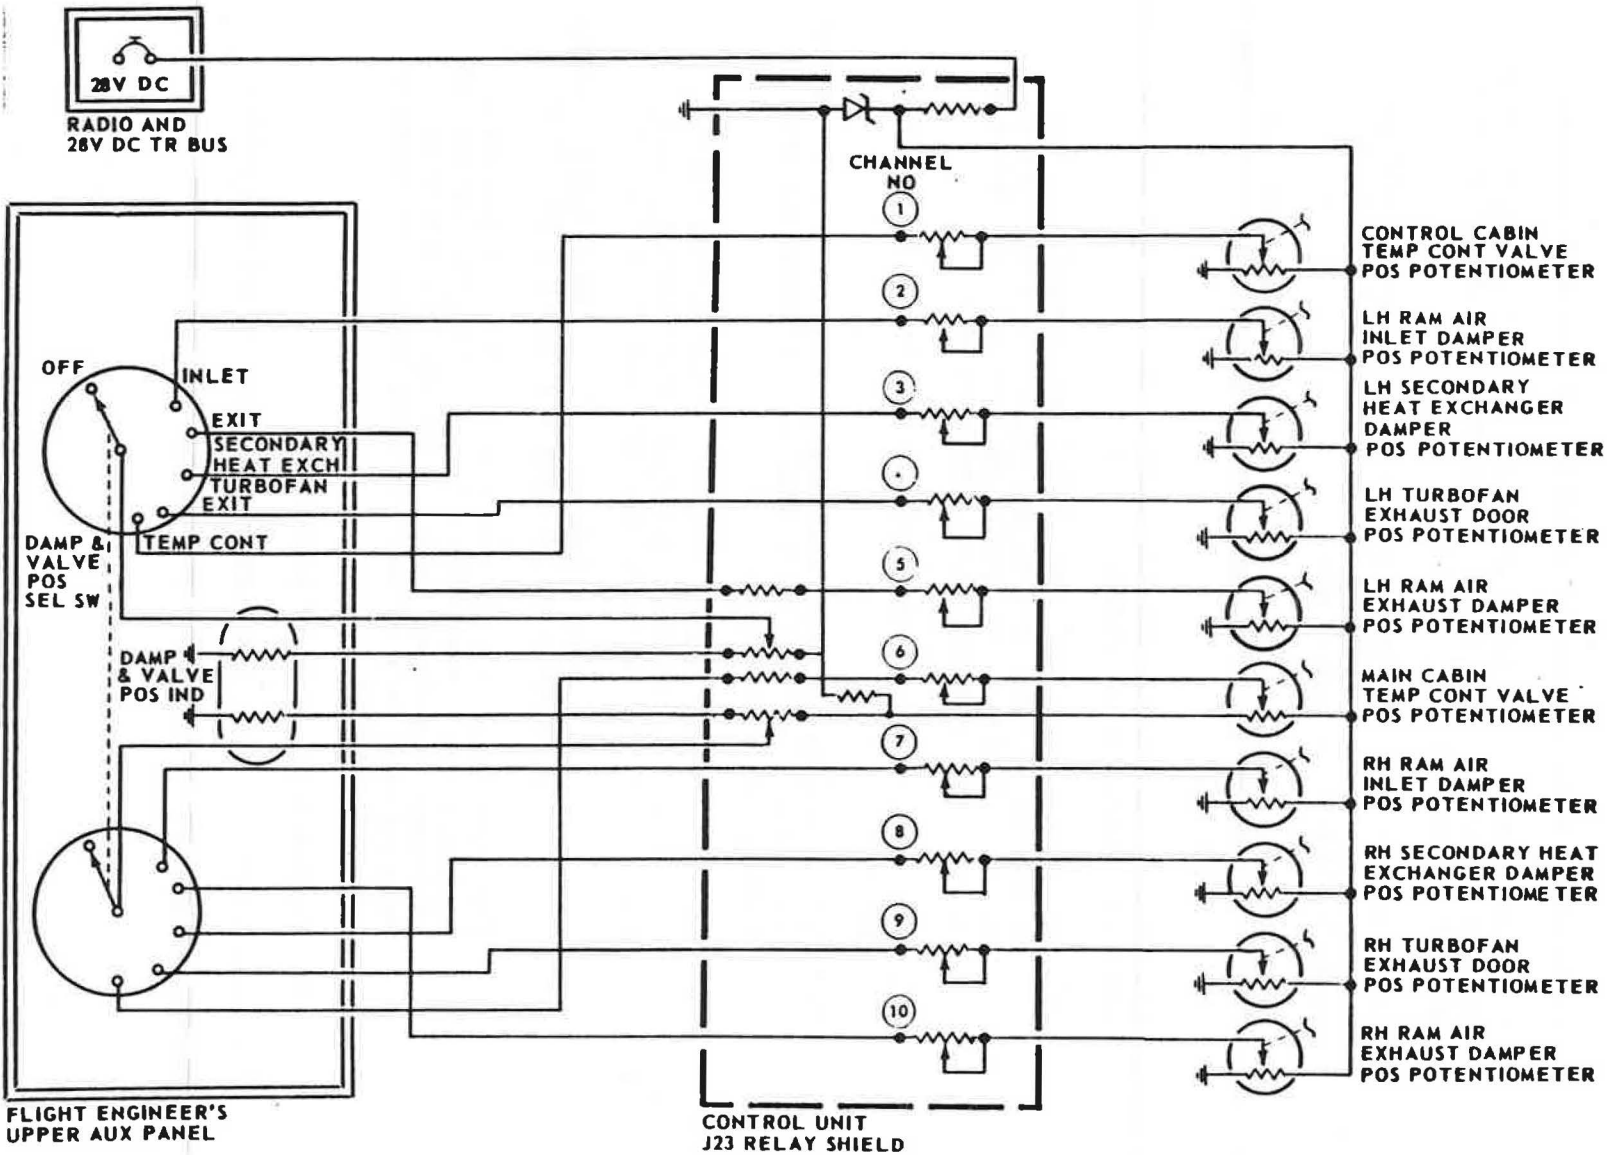 28V DC
RADIO AND
28V DC TR BUS
CHANNEL
NO
1
CONTROL CABIN
TEMP CONT VALVE
POS POTENTIOMETER
2
LH RAM AIR
INLET DAMPER
POS POTENTIOMETER
OFF
INLET
3
LH SECONDARY
HEAT EXCHANGER
DAMPER
POS POTENTIOMETER
EXIT
SECONDARY
HEAT EXCH
TURBOFAN
EXIT
LH TURBOFAN
EXHAUST DOOR
POS POTENTIOMETER
TEMP CONT
DAMP &
VALVE
POS
SEL SW
5
LH RAM AIR
EXHAUST DAMPER
POS POTENTIOMETER
DAMP
& VALVE
POS IND
6
MAIN CABIN
TEMP CONT VALVE
POS POTENTIOMETER
7
RH RAM AIR
INLET DAMPER
POS POTENTIOMETER
8
RH SECONDARY HEAT
EXCHANGER DAMPER
POS POTENTIOMETER
9
RH TURBOFAN
EXHAUST DOOR
POS POTENTIOMETER
10
RH RAM AIR
EXHAUST DAMPER
POS POTENTIOMETER
FLIGHT ENGINEER'S
UPPER AUX PANEL
CONTROL UNIT
J23 RELAY SHIELD